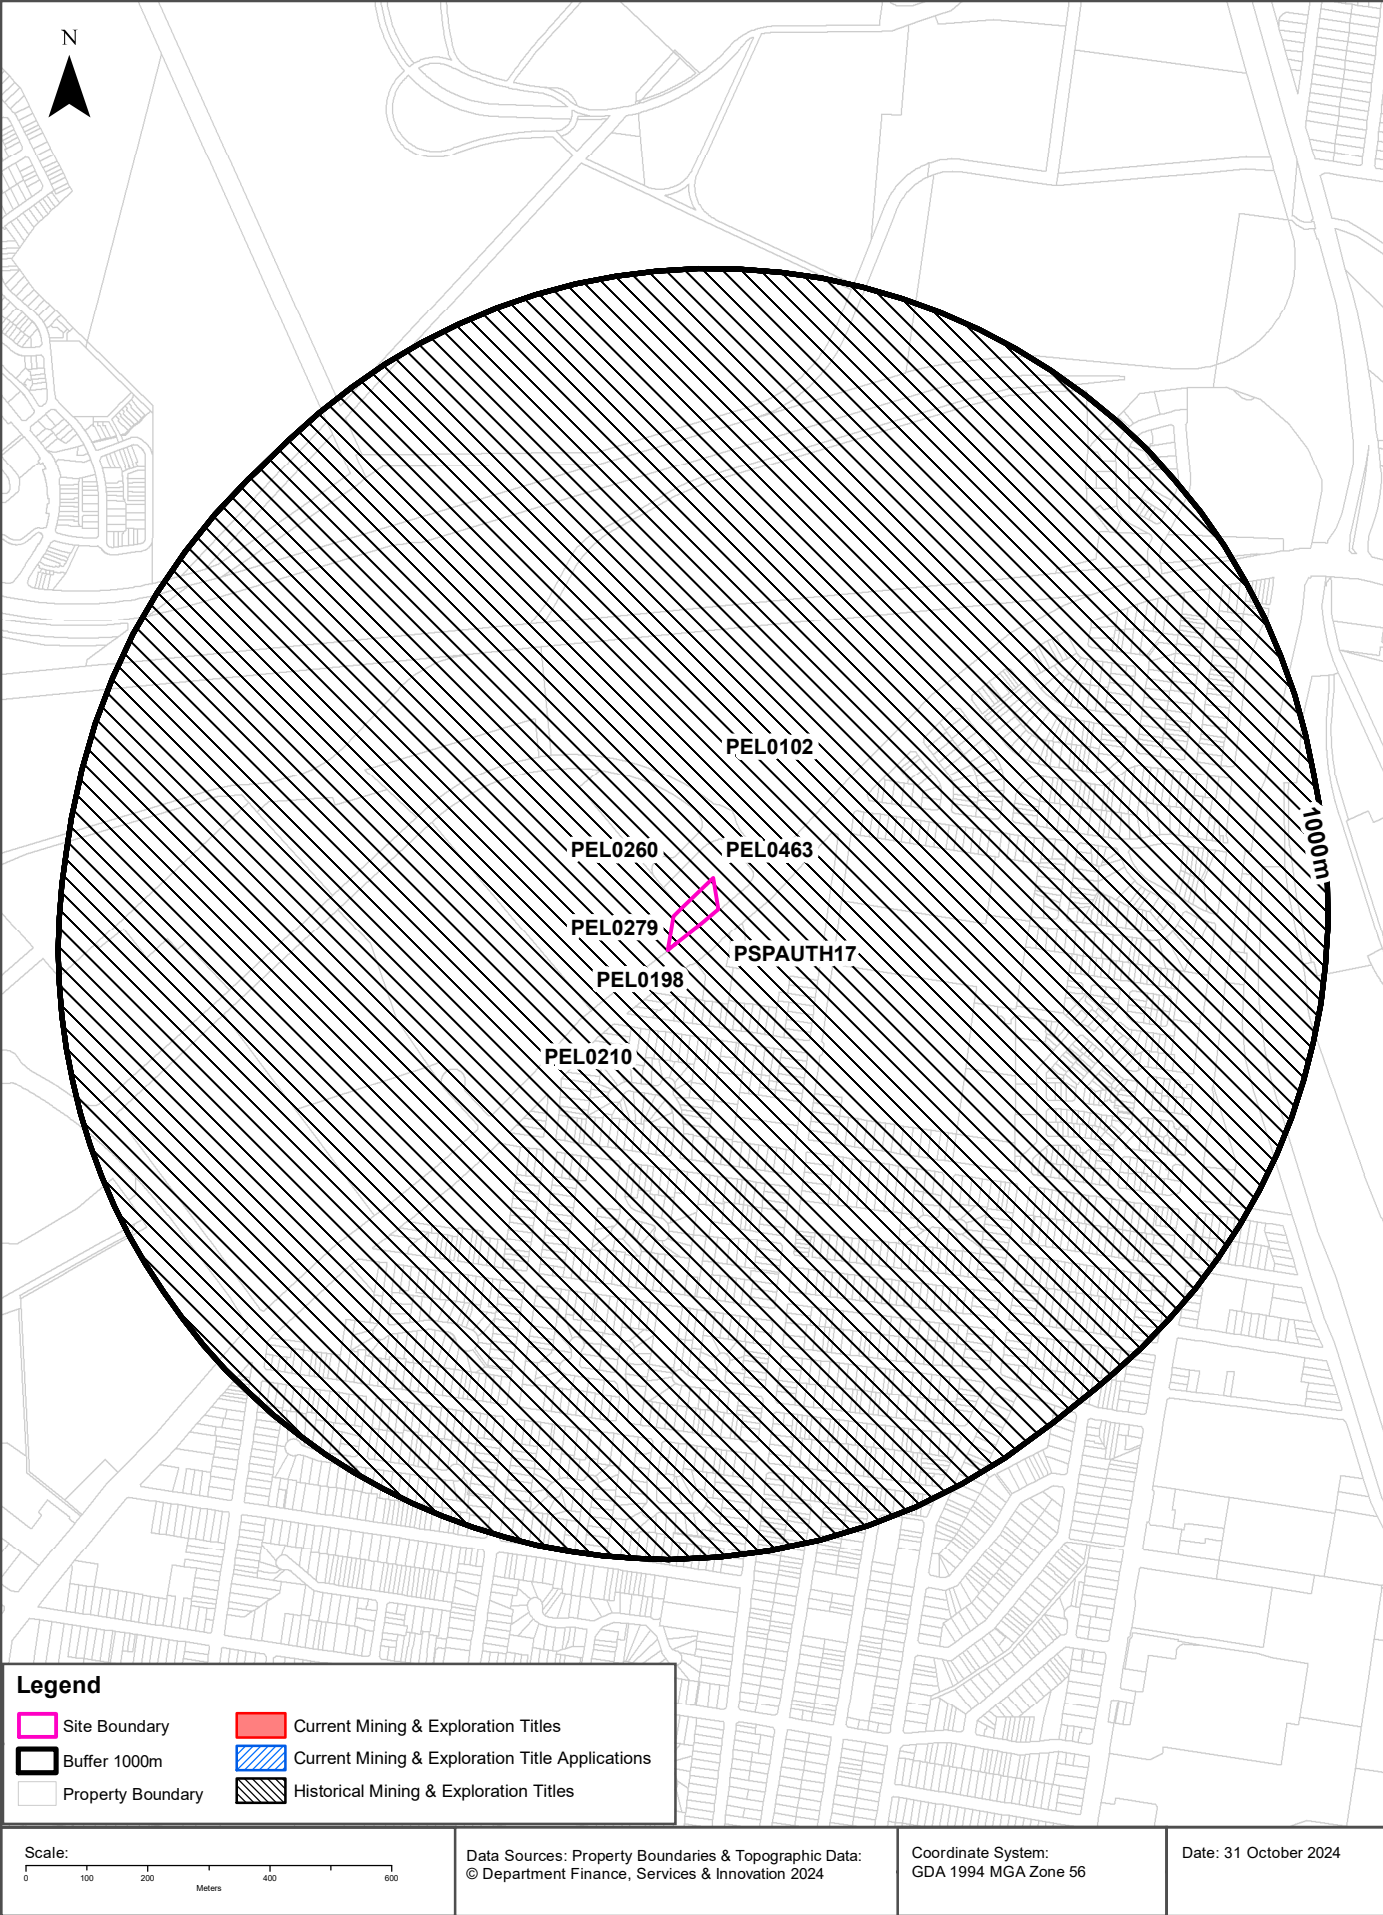 N
PEL0102
PEL0260
PEL0463
1000m
PEL0279
PSPAUTH17
PEL0198
PEL0210
Legend
Site Boundary
Buffer 1000m
Property Boundary
Current Mining & Exploration Titles
Current Mining & Exploration Title Applications
Historical Mining & Exploration Titles
Scale:
0 100 200 400 600
Meters
Data Sources: Property Boundaries & Topographic Data:
© Department Finance, Services & Innovation 2024
Coordinate System:
GDA 1994 MGA Zone 56
Date: 31 October 2024